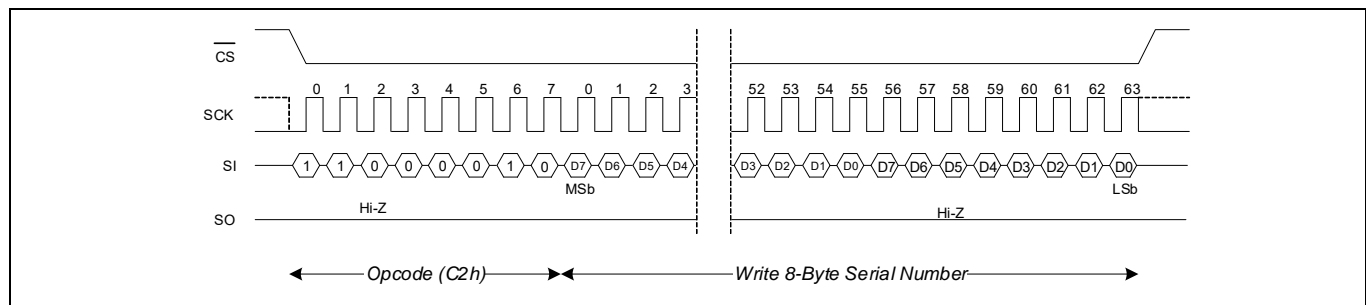 CS
0 1 2 3 4 5 6 7 0 1 2 3 52 53 54 55 56 57 58 59 60 61 62 63
SCK
SI 1 1 0 0 0 0 1 0 D7 D6 D5 D4 D3 D2 D1 D0 D7 D6 D5 D4 D3 D2 D1 D0
MSb LSb
Hi-Z Hi-Z
SO
Opcode (C2h) Write 8-Byte Serial Number